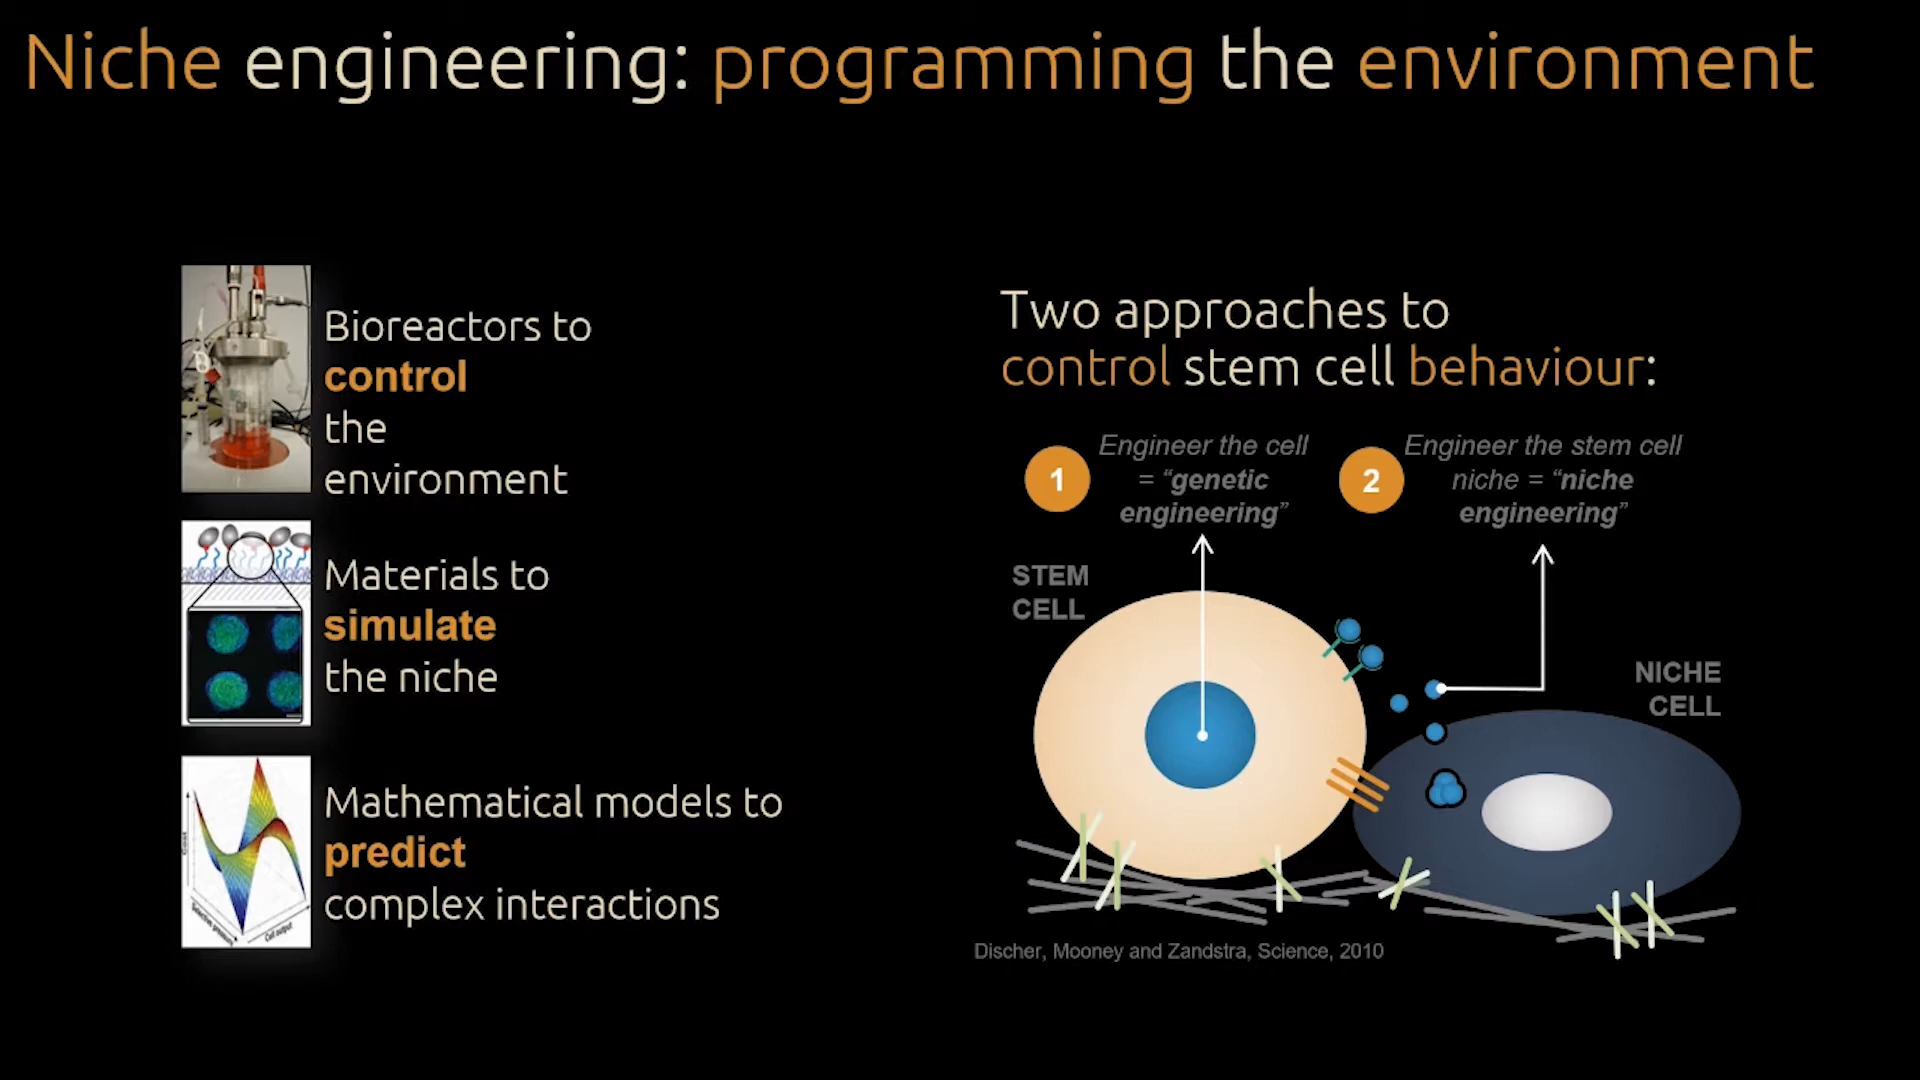 Niche engineering: programming the environment
Bioreactors to
control
the
environment
Materials to
simulate
the niche
Mathematical models to
predict
complex interactions
Two approaches to
control stem cell behaviour:
1
Engineer the cell
= “genetic
engineering”
2
Engineer the stem cell
niche = “niche
engineering”
STEM
CELL
NICHE
CELL
Cell output
Discher, Mooney and Zandstra, Science, 2010